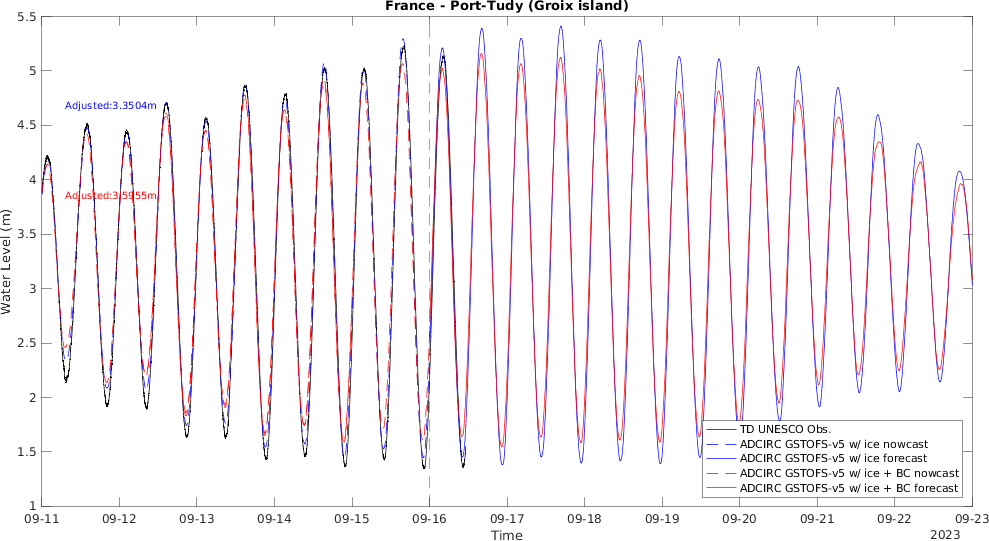 France - Port-Tudy (Groix island)
5.5
5
4.5
4
3.5
3
2.5
2
1.5
1
Water Level (m)
Adjusted:3.3504m
Adjusted:3.5955m
TD UNESCO Obs.
ADCIRC GSTOFS-v5 w/ ice nowcast
ADCIRC GSTOFS-v5 w/ ice forecast
ADCIRC GSTOFS-v5 w/ ice + BC nowcast
ADCIRC GSTOFS-v5 w/ ice + BC forecast
09-11 09-12 09-13 09-14 09-15 09-16 09-17 09-18 09-19 09-20 09-21 09-22 09-23
Time
2023